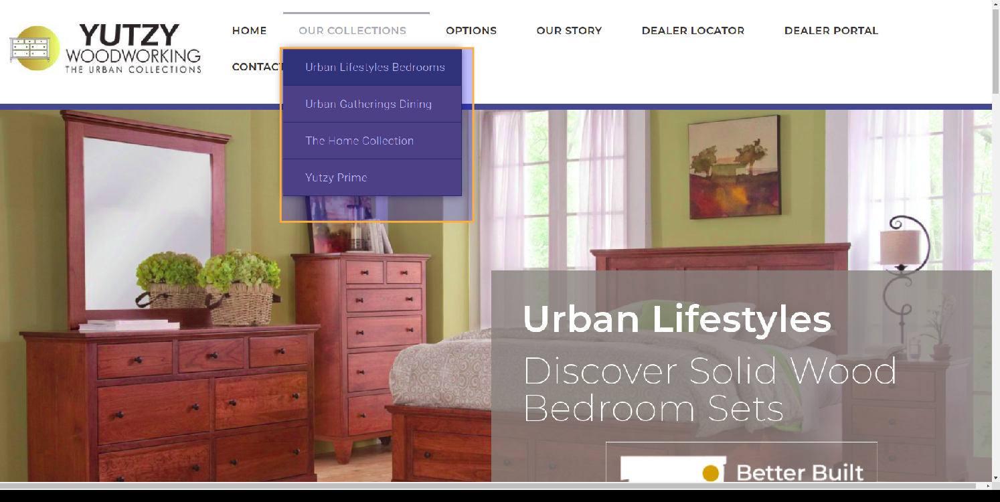 YUTZY
WOODWORKING
THE URBAN COLLECTIONS
HOME
OUR COLLECTIONS
OPTIONS
OUR STORY
DEALER LOCATOR
DEALER PORTAL
CONTACT
Urban Lifestyles Bedrooms
Urban Gatherings Dining
The Home Collection
Yutzy Prime
Urban Lifestyles
Discover Solid Wood
Bedroom Sets
Better Built